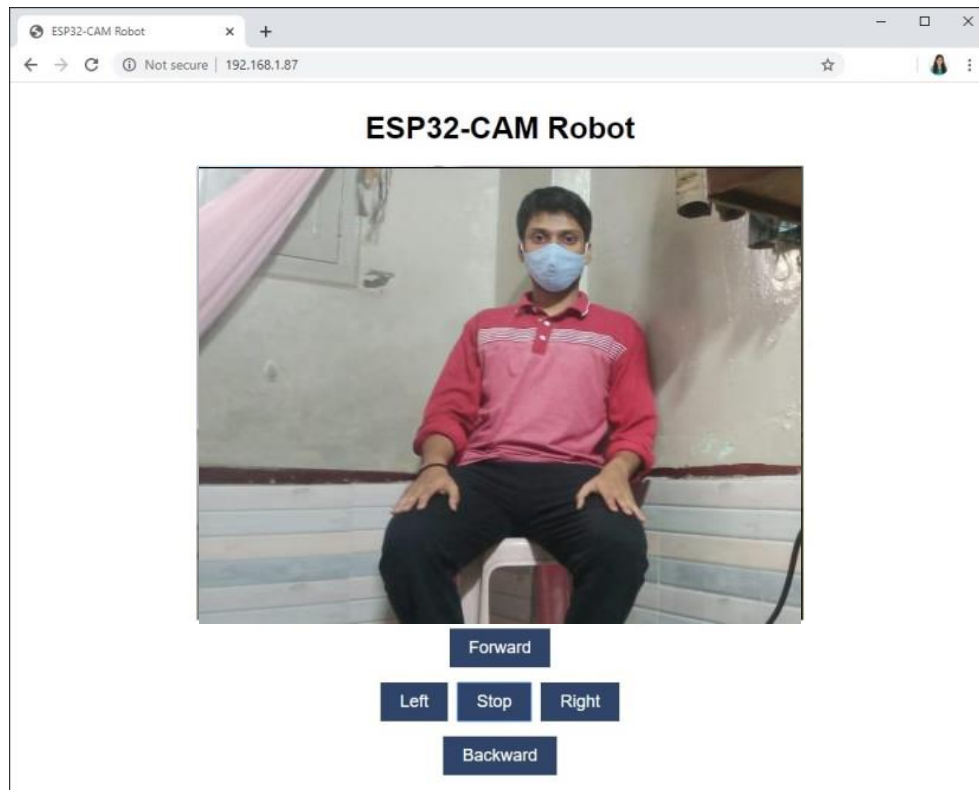 ESP32-CAM Robot
Not secure | 192.168.1.87
ESP32-CAM Robot
Forward
Left Stop Right
Backward